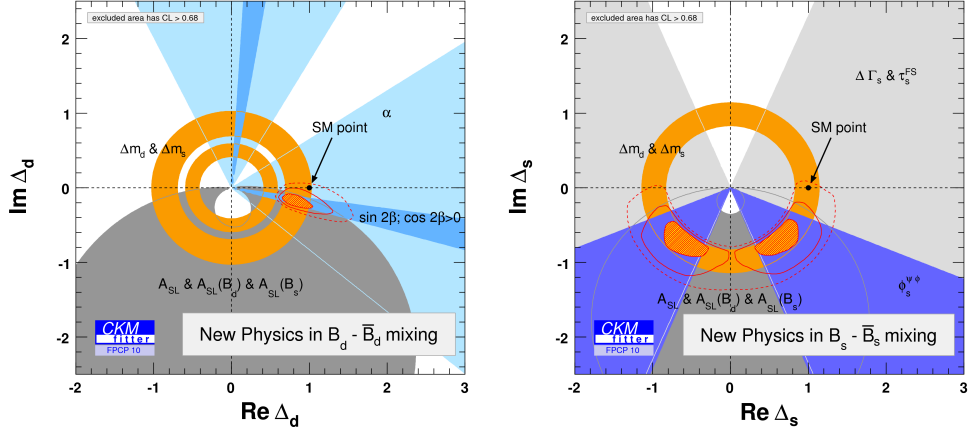 excluded area has CL > 0.68
α
SM point
Δm_d & Δm_s
sin 2β; cos 2β>0
A_SL & A_SL(B_d) & A_SL(B_s)
CKM
fitter
FPCP 10
New Physics in B_d - B̅_d mixing
Im Δ_d
2
1
0
-1
-2
-2
-1
0
1
2
3
Re Δ_d
excluded area has CL > 0.68
Δ Γ_s & τ_s^FS
SM point
Δm_d & Δm_s
φ_s^ψφ
A_SL & A_SL(B_d) & A_SL(B_s)
CKM
fitter
FPCP 10
New Physics in B_s - B̅_s mixing
Im Δ_s
2
1
0
-1
-2
-2
-1
0
1
2
3
Re Δ_s